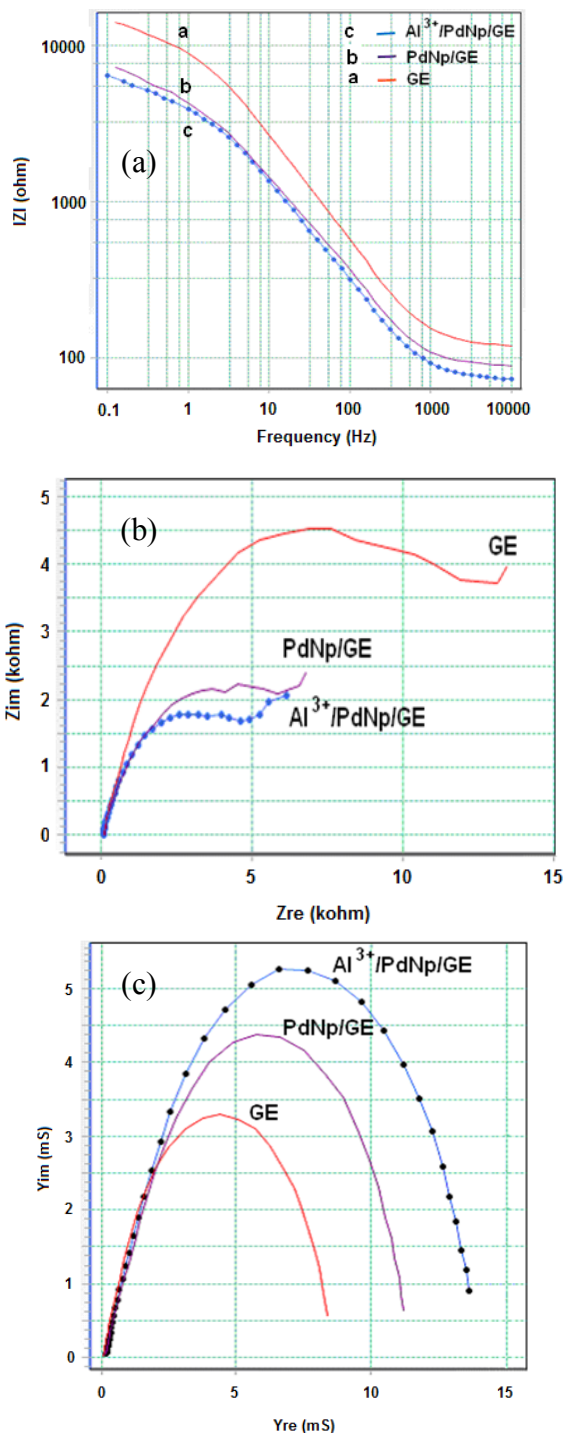 10000
1000
100
IZI (ohm)
(a)
a
b
c
c Al³⁺/PdNp/GE
b PdNp/GE
a GE
0.1 1 10 100 1000 10000
Frequency (Hz)
(b)
5
4
3
2
1
0
Zim (kohm)
GE
PdNp/GE
Al³⁺/PdNp/GE
0 5 10 15
Zre (kohm)
(c)
5
4
3
2
1
0
Yim (mS)
Al³⁺/PdNp/GE
PdNp/GE
GE
0 5 10 15
Yre (mS)